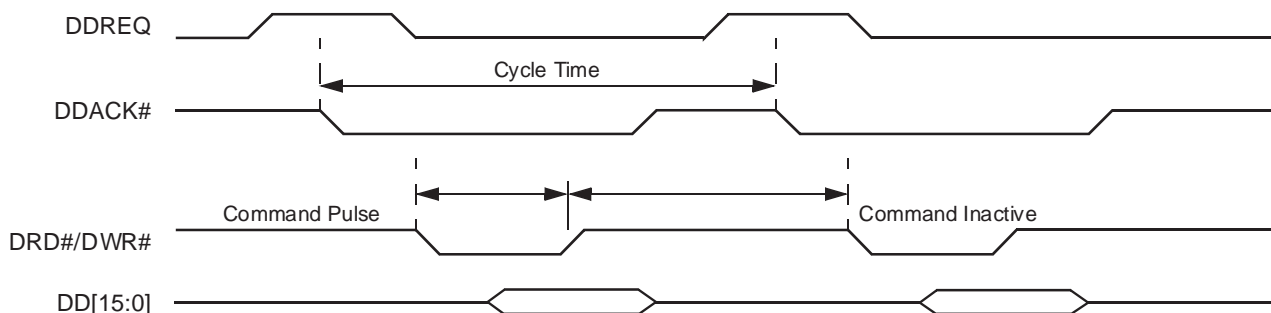 DDREQ
Cycle Time
DDACK#
Command Pulse
Command Inactive
DRD#/DWR#
DD[15:0]